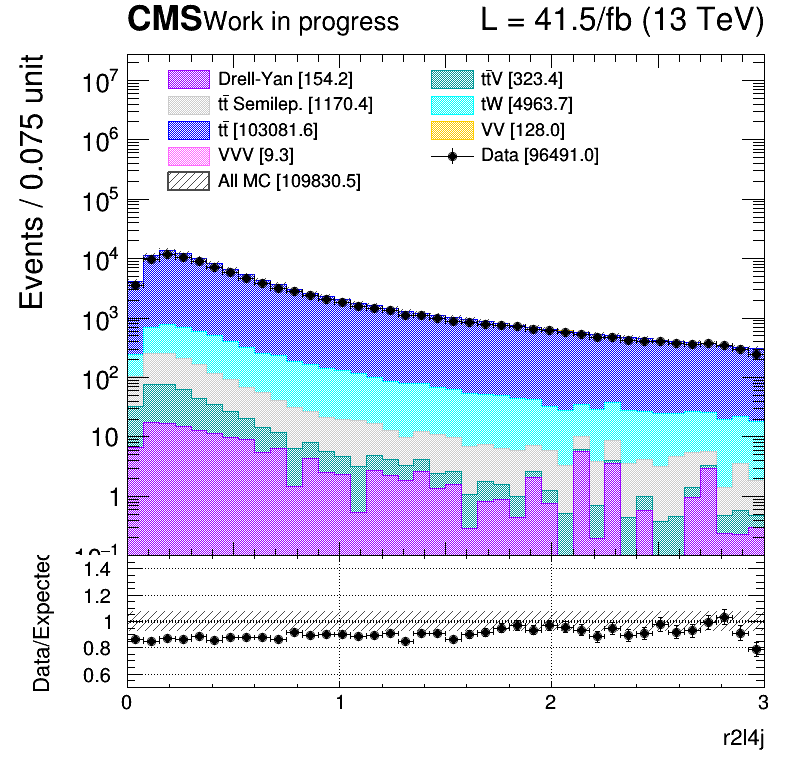 CMS Work in progress L = 41.5/fb (13 TeV)
Events / 0.075 unit
Drell-Yan [154.2] tt̄V [323.4]
tt̄ Semilep. [1170.4] tW [4963.7]
tt̄ [103081.6] VV [128.0]
VVV [9.3] Data [96491.0]
All MC [109830.5]
10⁷
10⁶
10⁵
10⁴
10³
10²
10
1
10⁻¹
Data/Expected
1.4
1.2
1
0.8
0.6
0 1 2 3
r2l4j